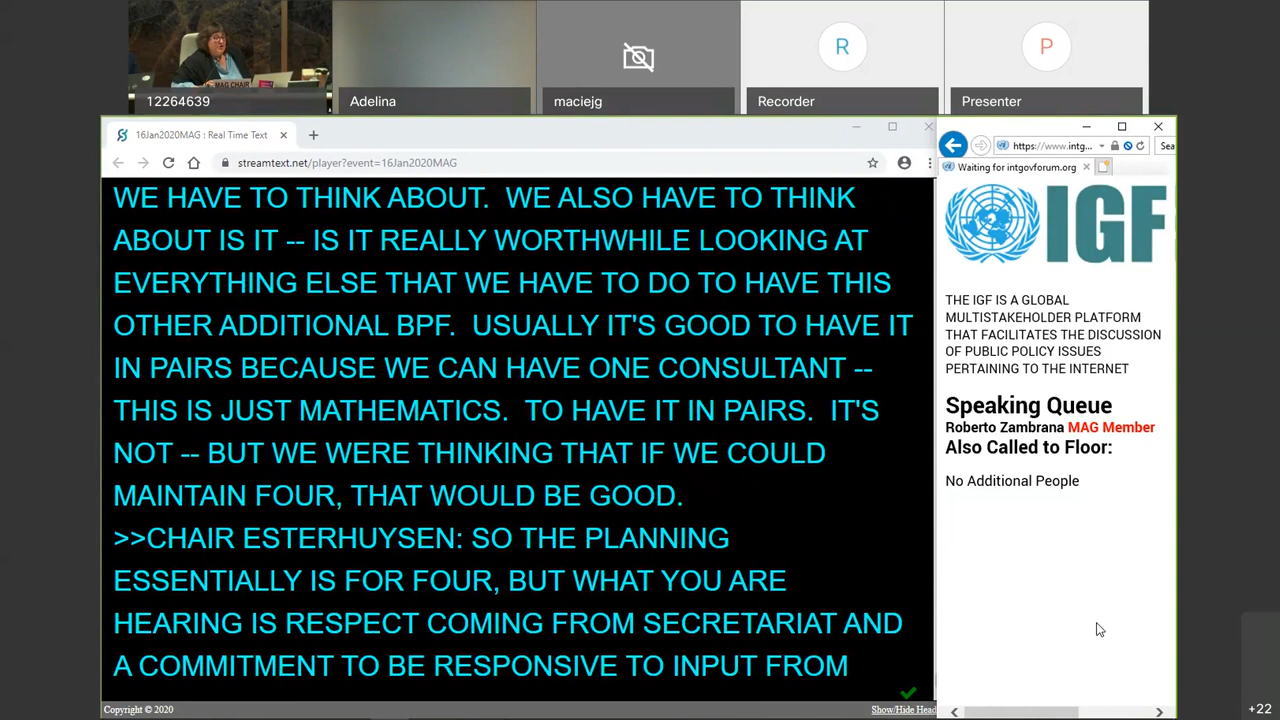 MAG CHAIR
12264639
Adelina
maciejg
R
Recorder
P
Presenter
16Jan2020MAG : Real Time Text
streamtext.net/player?event=16Jan2020MAG
WE HAVE TO THINK ABOUT.  WE ALSO HAVE TO THINK
ABOUT IS IT -- IS IT REALLY WORTHWHILE LOOKING AT
EVERYTHING ELSE THAT WE HAVE TO DO TO HAVE THIS
OTHER ADDITIONAL BPF.  USUALLY IT'S GOOD TO HAVE IT
IN PAIRS BECAUSE WE CAN HAVE ONE CONSULTANT --
THIS IS JUST MATHEMATICS.  TO HAVE IT IN PAIRS.  IT'S
NOT -- BUT WE WERE THINKING THAT IF WE COULD
MAINTAIN FOUR, THAT WOULD BE GOOD.
>>CHAIR ESTERHUYSEN: SO THE PLANNING
ESSENTIALLY IS FOR FOUR, BUT WHAT YOU ARE
HEARING IS RESPECT COMING FROM SECRETARIAT AND
A COMMITMENT TO BE RESPONSIVE TO INPUT FROM
Copyright © 2020
Show/Hide Head
https://www.intg...
Sea
Waiting for intgovforum.org
IGF
THE IGF IS A GLOBAL
MULTISTAKEHOLDER PLATFORM
THAT FACILITATES THE DISCUSSION
OF PUBLIC POLICY ISSUES
PERTAINING TO THE INTERNET
Speaking Queue
Roberto Zambrana MAG Member
Also Called to Floor:
No Additional People
+22